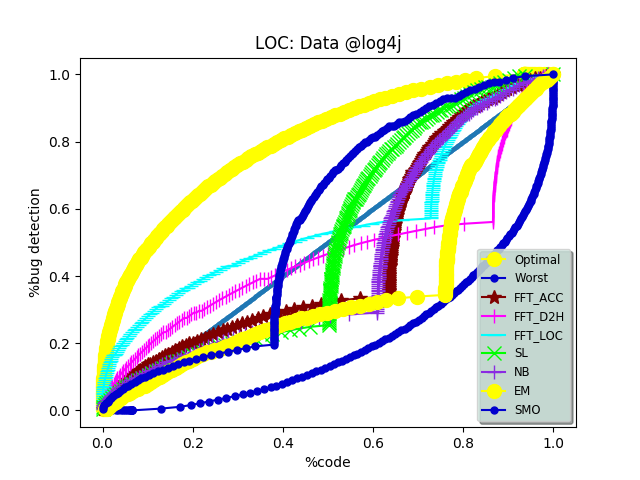 LOC: Data @log4j
1.0
0.8
0.6
0.4
0.2
0.0
%bug detection
Optimal
Worst
FFT_ACC
FFT_D2H
FFT_LOC
SL
NB
EM
SMO
0.0 0.2 0.4 0.6 0.8 1.0
%code